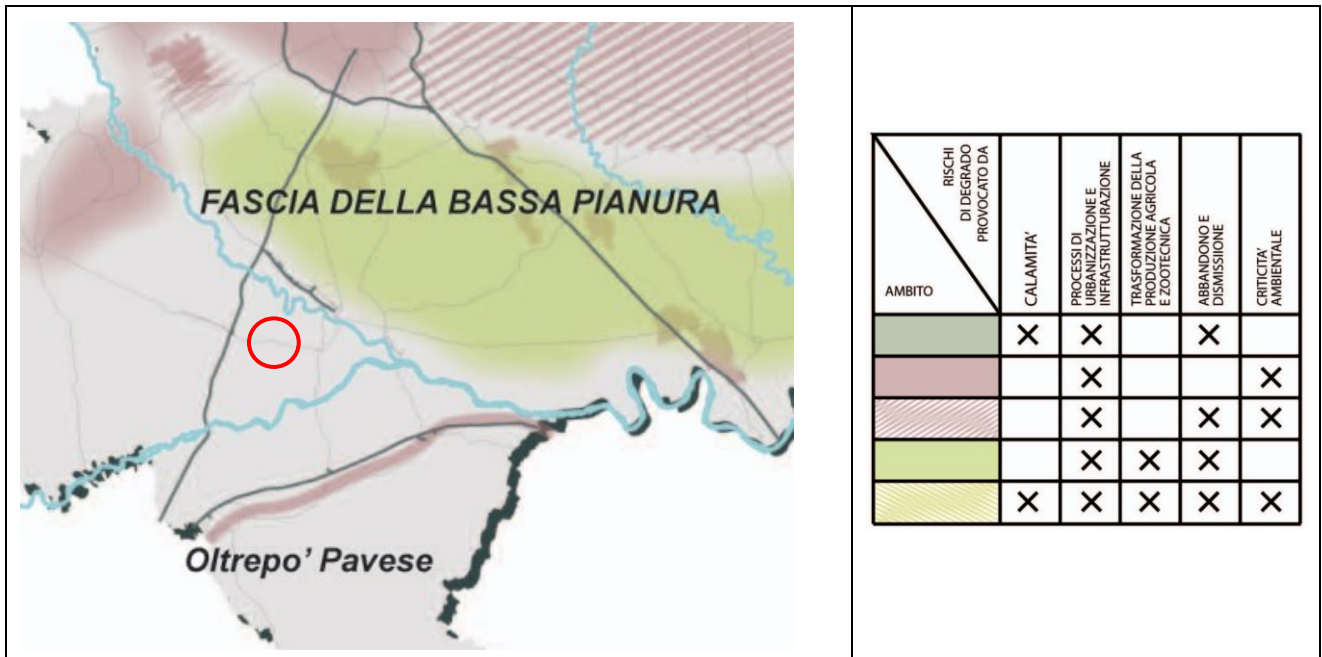 FASCIA DELLA BASSA PIANURA
Oltrepo' Pavese
RISCHI
DI DEGRADO
PROVOCATO DA
AMBITO
CALAMITA'
PROCESSI DI
URBANIZZAZIONE E
INFRASTRUTTURAZIONE
TRASFORMAZIONE DELLA
PRODUZIONE AGRICOLA
E ZOOTECNICA
ABBANDONO E
DISMISSIONE
CRITICITA'
AMBIENTALE